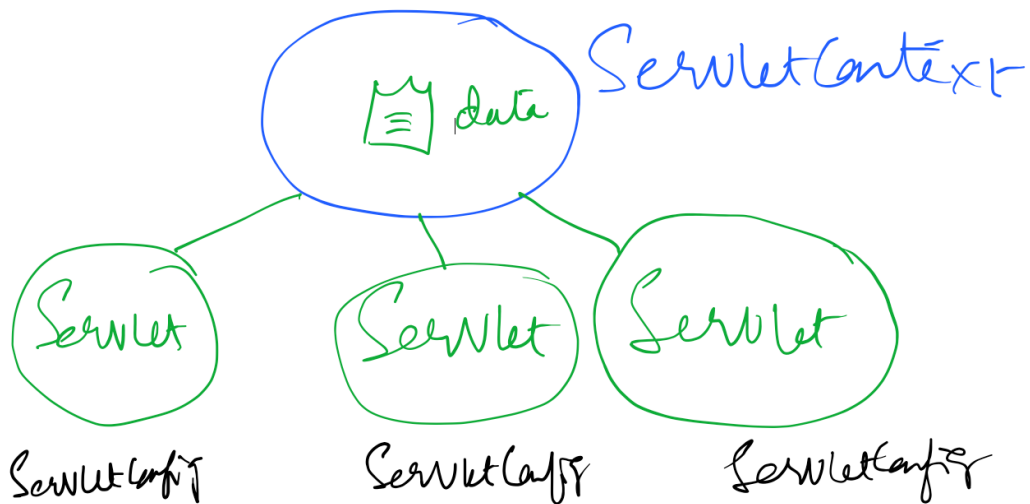 ServletContext
data
Servlet
Servlet
Servlet
ServletConfig
ServletConfig
ServletConfig